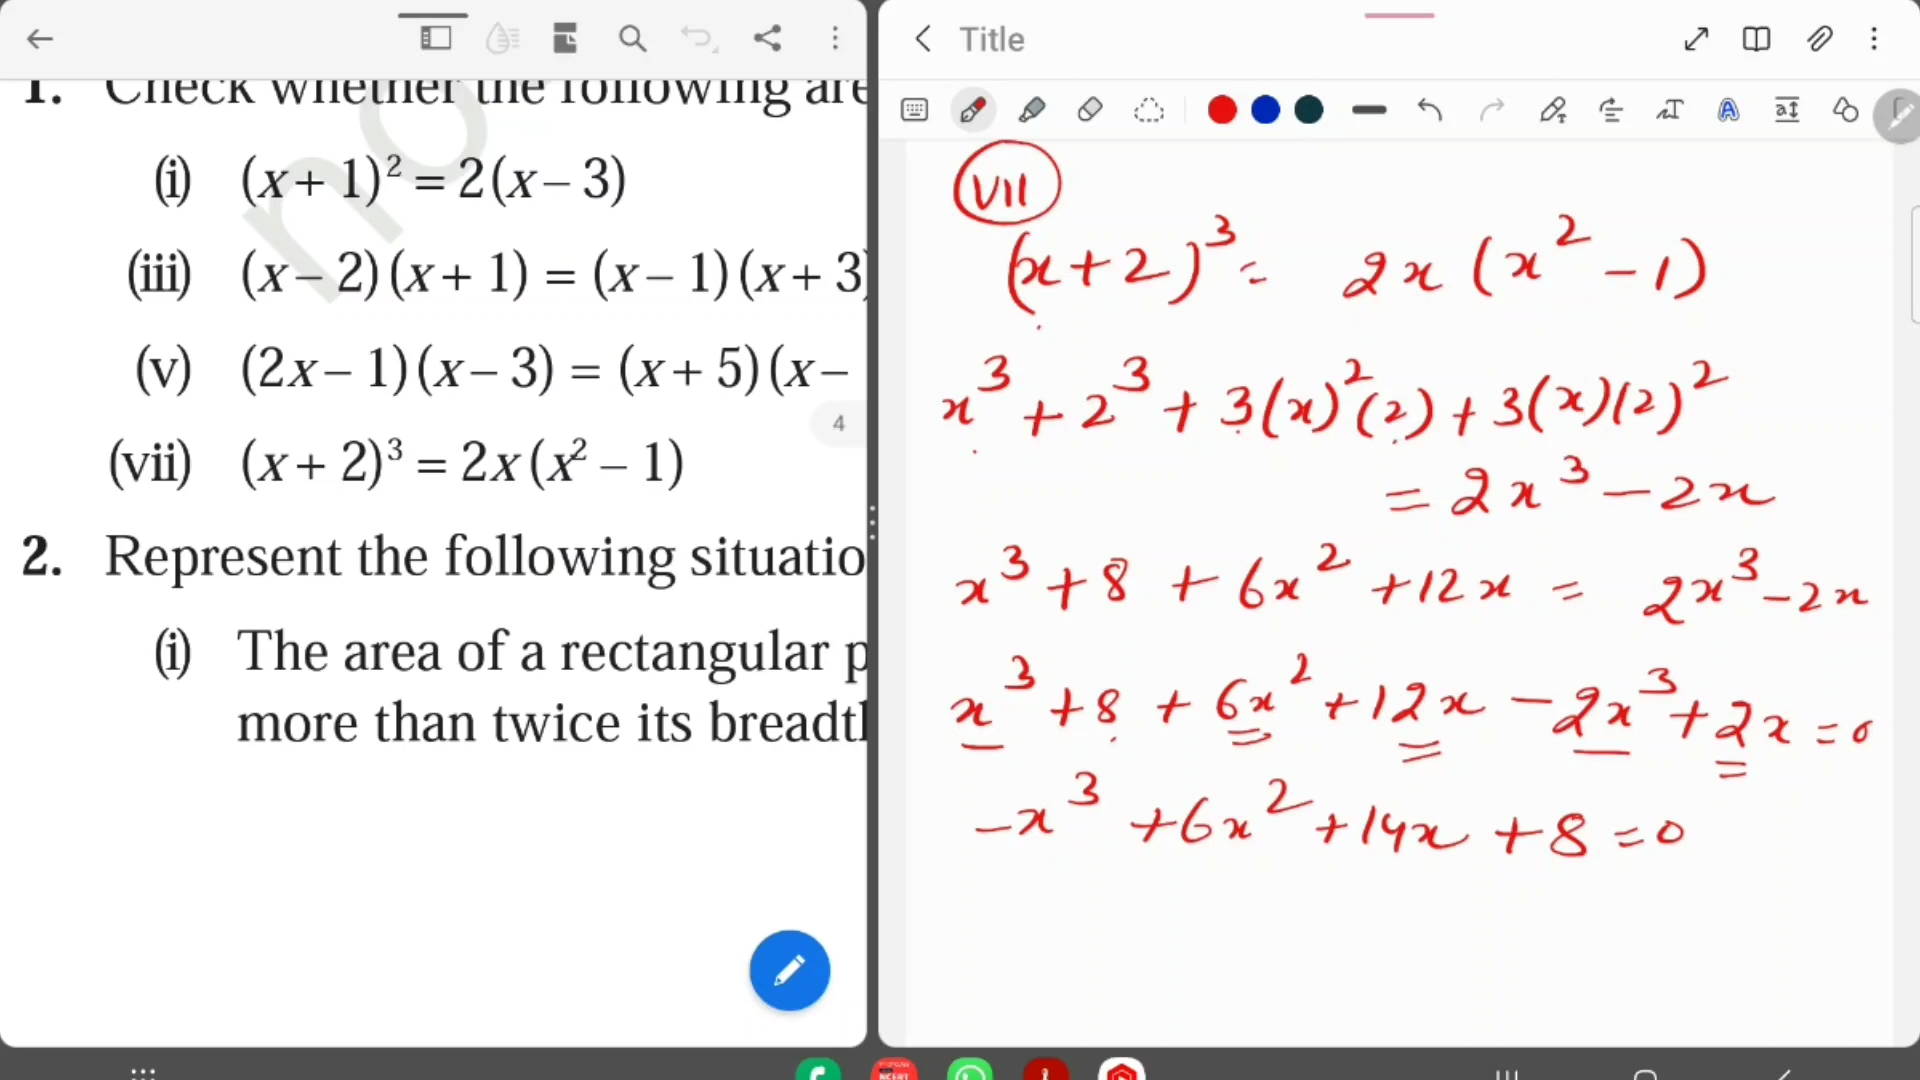 1. Check whether the following are
(i) (x + 1)² = 2(x – 3)
(iii) (x – 2)(x + 1) = (x – 1)(x + 3)
(v) (2x – 1)(x – 3) = (x + 5)(x –
4
(vii) (x + 2)³ = 2x(x² – 1)
2. Represent the following situatio
(i) The area of a rectangular p
more than twice its breadth
no
Title
VII
(x+2)³ = 2x (x² – 1)
x³ + 2³ + 3(x)²(2) + 3(x)(2)²
= 2x³ – 2x
x³ + 8 + 6x² + 12x = 2x³ – 2x
x³ + 8 + 6x² + 12x – 2x³ + 2x = 0
–x³ + 6x² + 14x + 8 = 0
NCERT